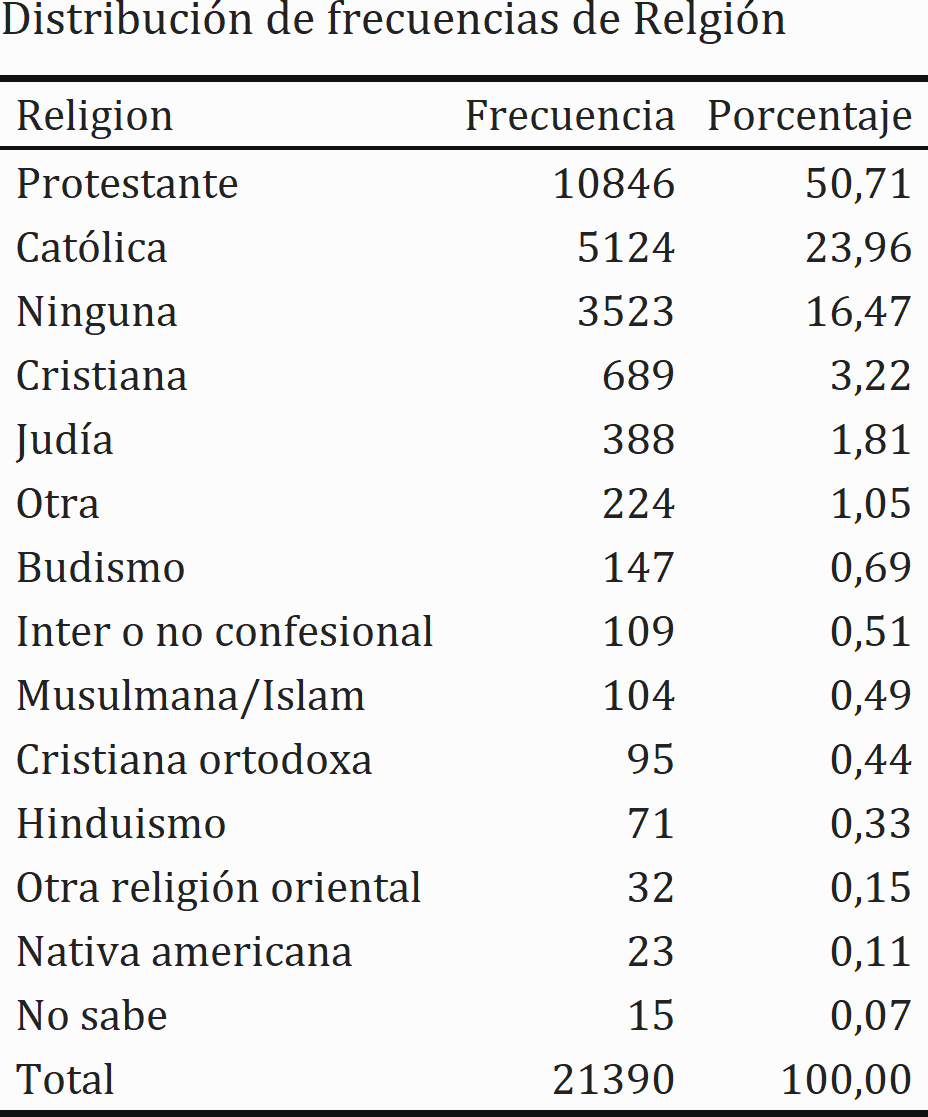 Distribución de frecuencias de Relgión
Religion Frecuencia Porcentaje
Protestante 10846 50,71
Católica 5124 23,96
Ninguna 3523 16,47
Cristiana 689 3,22
Judía 388 1,81
Otra 224 1,05
Budismo 147 0,69
Inter o no confesional 109 0,51
Musulmana/Islam 104 0,49
Cristiana ortodoxa 95 0,44
Hinduismo 71 0,33
Otra religión oriental 32 0,15
Nativa americana 23 0,11
No sabe 15 0,07
Total 21390 100,00